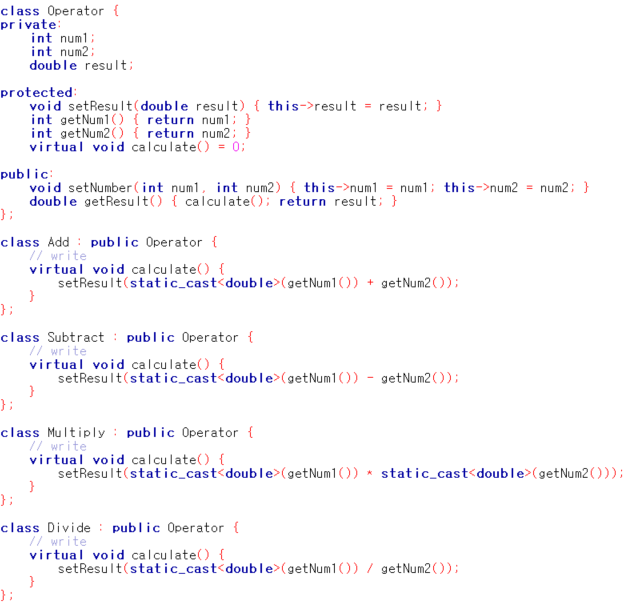 class Operator {
private:
    int num1;
    int num2;
    double result;

protected:
    void setResult(double result) { this->result = result; }
    int getNum1() { return num1; }
    int getNum2() { return num2; }
    virtual void calculate() = 0;

public:
    void setNumber(int num1, int num2) { this->num1 = num1; this->num2 = num2; }
    double getResult() { calculate(); return result; }
};

class Add : public Operator {
    // write
    virtual void calculate() {
        setResult(static_cast<double>(getNum1()) + getNum2());
    }
};

class Subtract : public Operator {
    // write
    virtual void calculate() {
        setResult(static_cast<double>(getNum1()) - getNum2());
    }
};

class Multiply : public Operator {
    // write
    virtual void calculate() {
        setResult(static_cast<double>(getNum1()) * static_cast<double>(getNum2()));
    }
};

class Divide : public Operator {
    // write
    virtual void calculate() {
        setResult(static_cast<double>(getNum1()) / getNum2());
    }
};